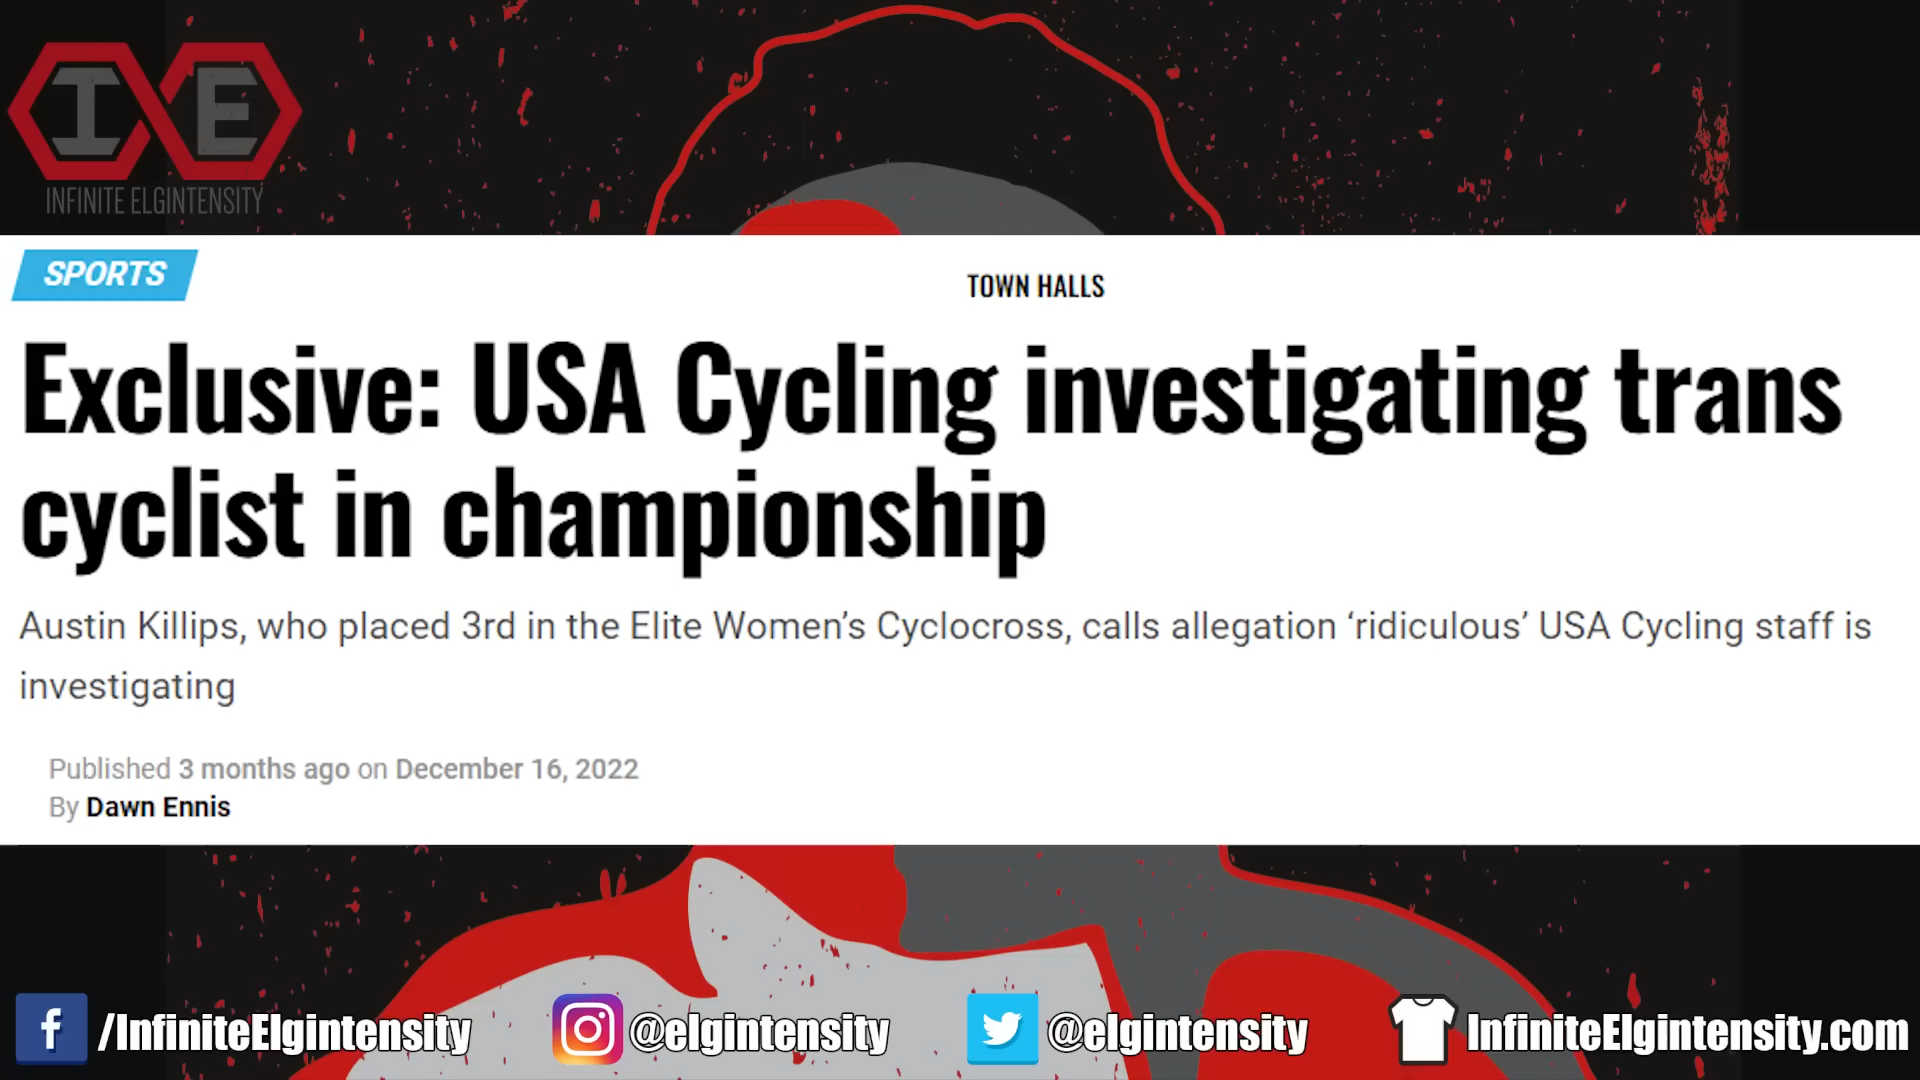 IE
INFINITE ELGINTENSITY
SPORTS
TOWN HALLS
Exclusive: USA Cycling investigating trans
cyclist in championship
Austin Killips, who placed 3rd in the Elite Women’s Cyclocross, calls allegation ‘ridiculous’ USA Cycling staff is
investigating
Published 3 months ago on December 16, 2022
By Dawn Ennis
f /InfiniteElgintensity @elgintensity @elgintensity InfiniteElgintensity.com